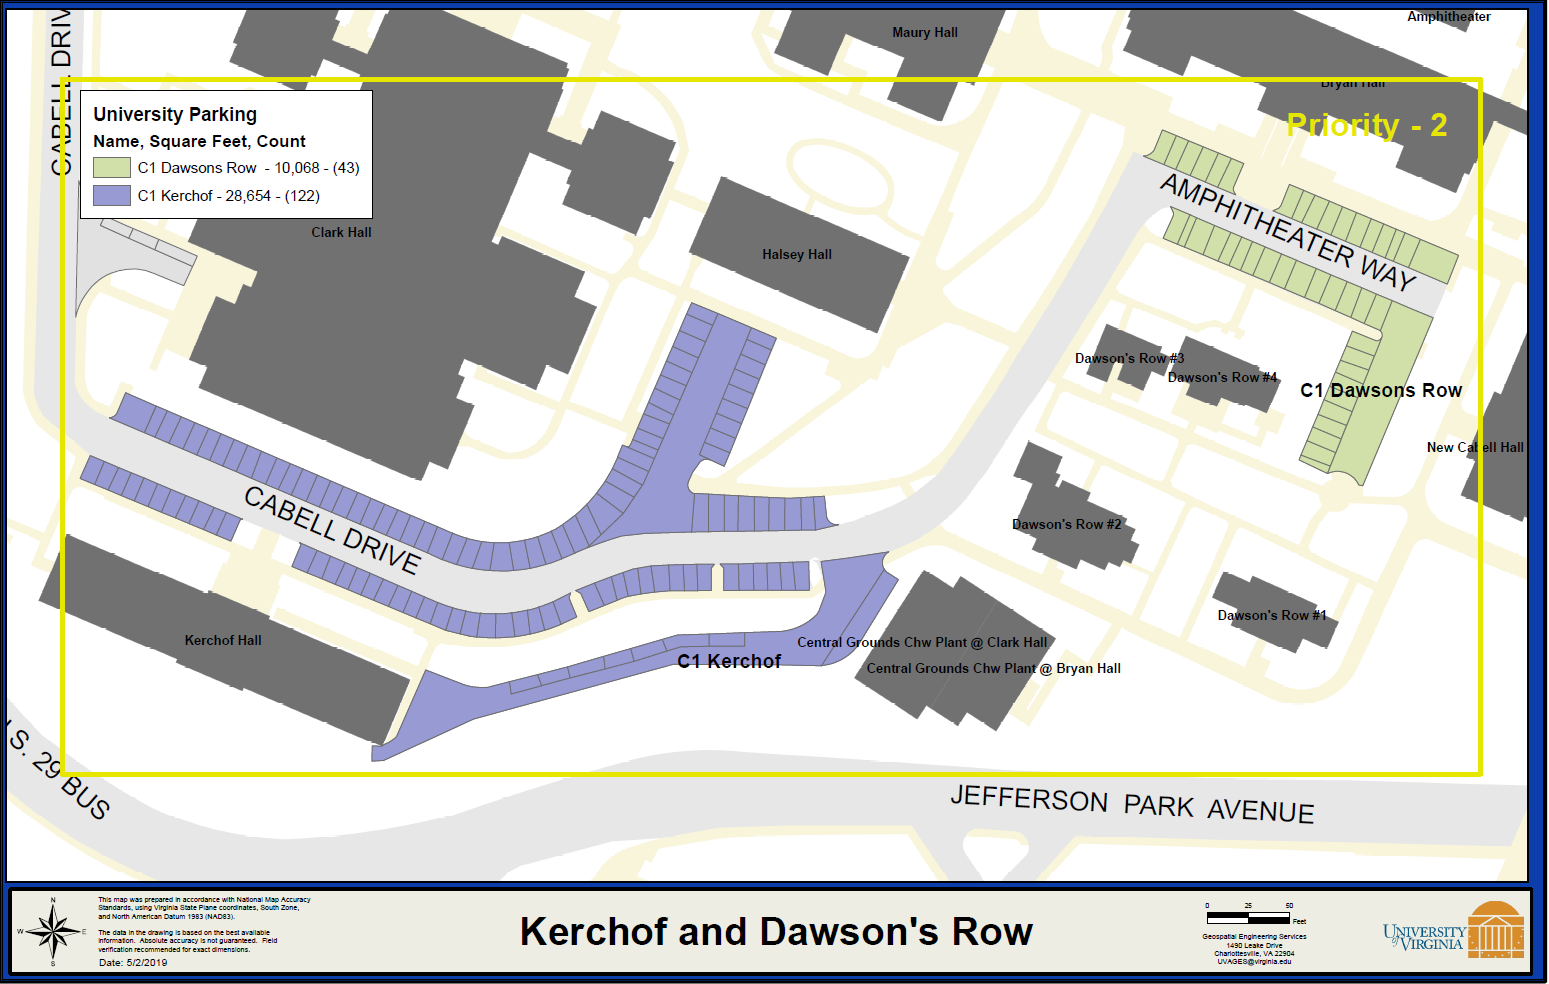 Amphitheater
Maury Hall
Bryan Hall
CABELL DRIV
University Parking
Name, Square Feet, Count
C1 Dawsons Row - 10,068 - (43)
C1 Kerchof - 28,654 - (122)
Priority - 2
AMPHITHEATER WAY
Clark Hall
Halsey Hall
Dawson's Row #3
Dawson's Row #4
C1 Dawsons Row
New Cabell Hall
CABELL DRIVE
Dawson's Row #2
Dawson's Row #1
Kerchof Hall
Central Grounds Chw Plant @ Clark Hall
C1 Kerchof
Central Grounds Chw Plant @ Bryan Hall
.S. 29 BUS
JEFFERSON PARK AVENUE
N
W E
S
This map was prepared in accordance with National Map Accuracy
Standards, using Virginia State Plane coordinates, South Zone,
and North American Datum 1983 (NAD83).
The data in the drawing is based on the best available
information. Absolute accuracy is not guaranteed. Field
verification recommended for exact dimensions.
Date: 5/2/2019
Kerchof and Dawson's Row
0 25 50
Feet
Geospatial Engineering Services
1490 Leake Drive
Charlottesville, VA 22904
UVAGES@virginia.edu
UNIVERSITY
of VIRGINIA